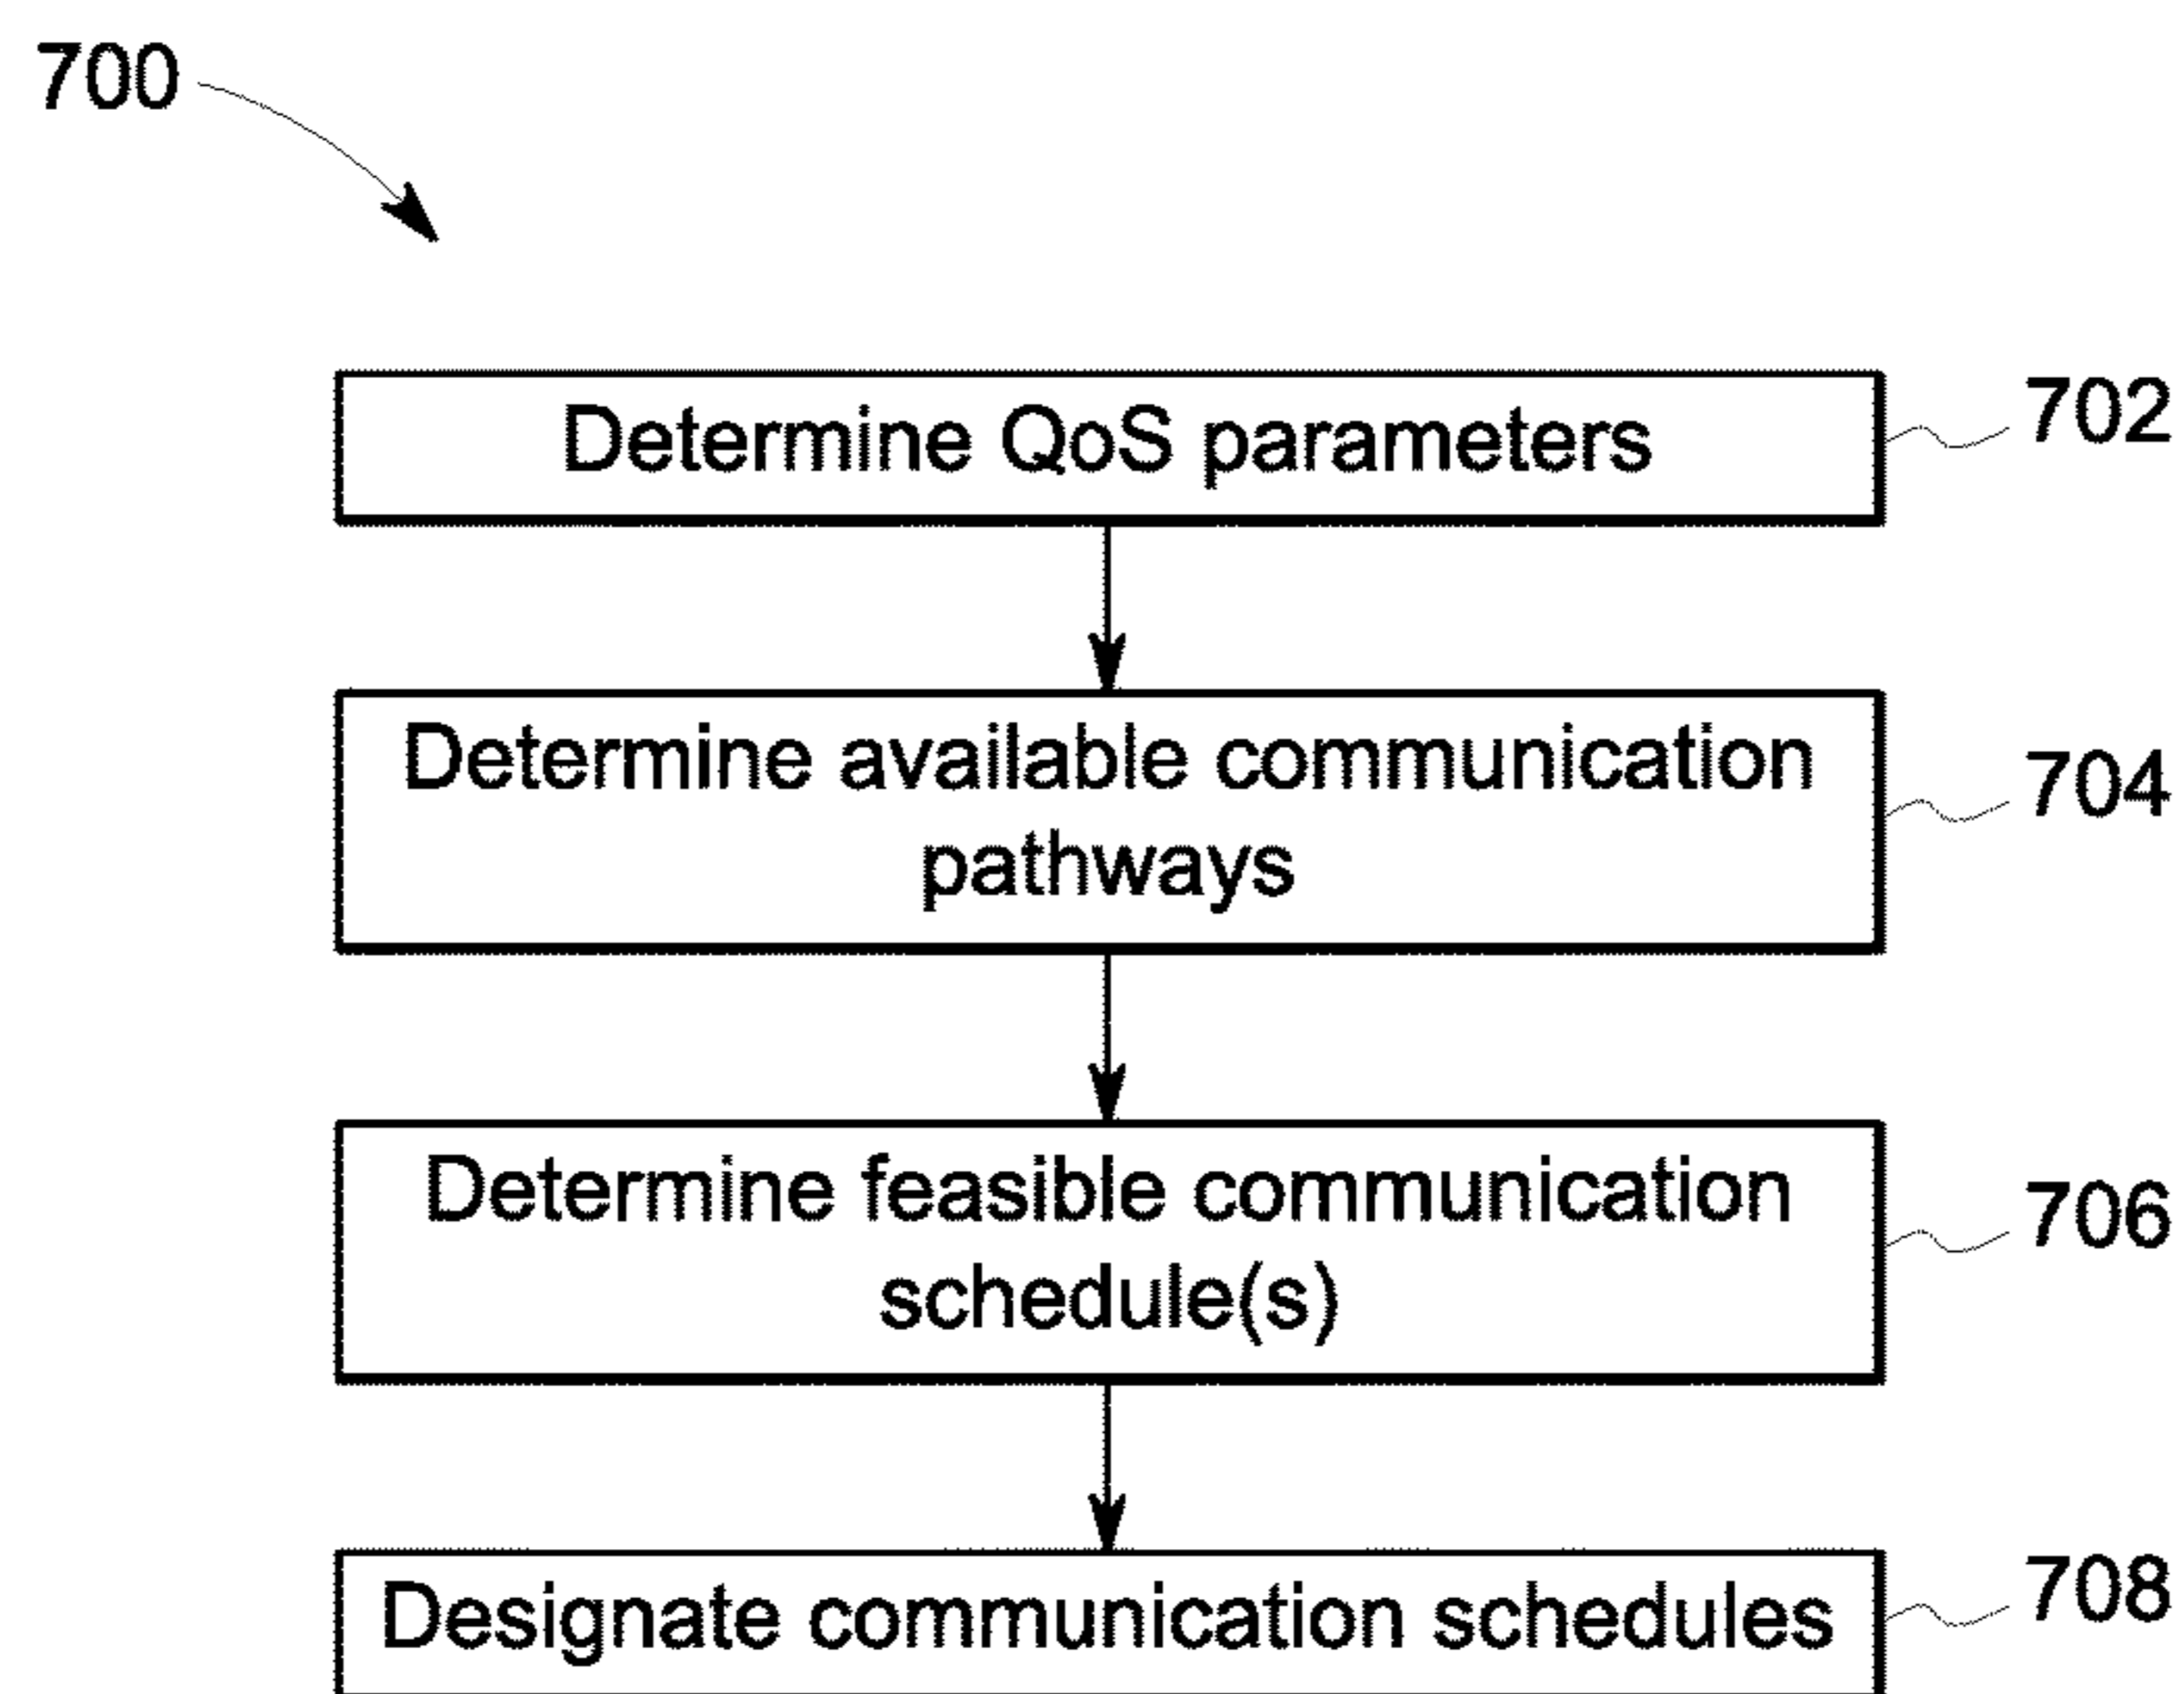 700
Determine QoS parameters
702
Determine available communication
pathways
704
Determine feasible communication
schedule(s)
706
Designate communication schedules
708